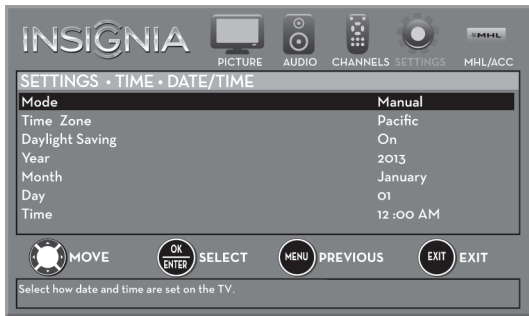 INSIGNIA
PICTURE AUDIO CHANNELS SETTINGS MHL/ACC
MHL
SETTINGS • TIME • DATE/TIME
Mode Manual
Time Zone Pacific
Daylight Saving On
Year 2013
Month January
Day 01
Time 12 :00 AM
MOVE OK ENTER SELECT MENU PREVIOUS EXIT EXIT
Select how date and time are set on the TV.